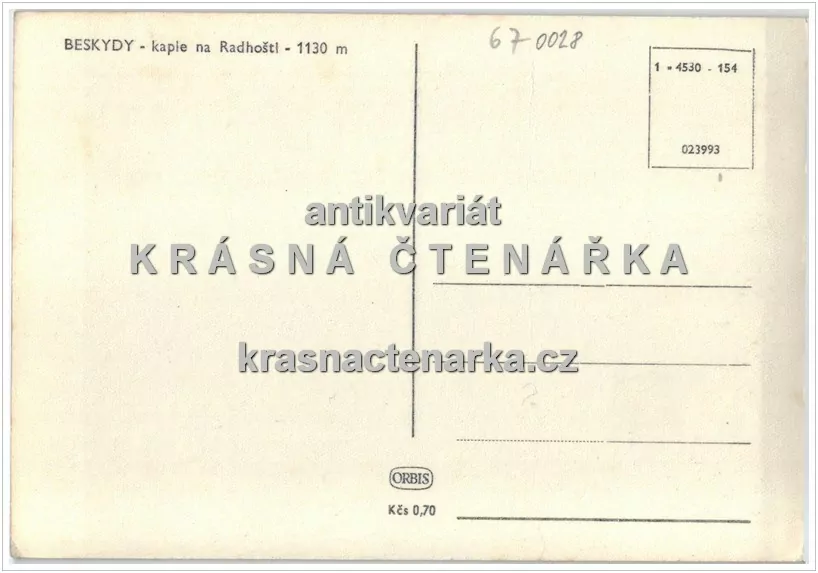 BESKYDY - kaple na Radhošti - 1130 m
67 0028
1 - 4530 - 154
023993
antikvariát
KRÁSNÁ ČTENÁŘKA
krasnactenarka.cz
ORBIS
Kčs 0,70